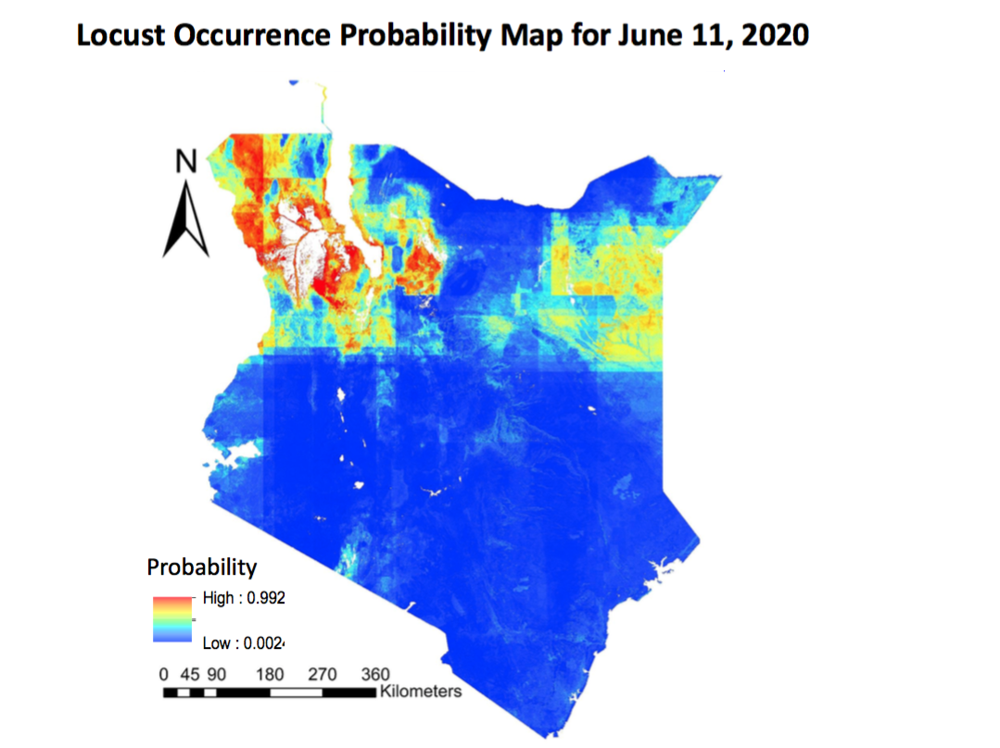 Locust Occurrence Probability Map for June 11, 2020
N
Probability
High : 0.992
Low : 0.002
0 45 90 180 270 360
Kilometers